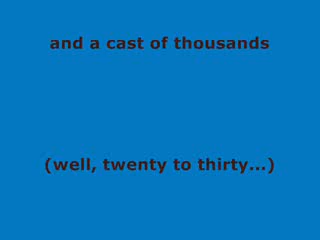 and a cast of thousands
(well, twenty to thirty...)